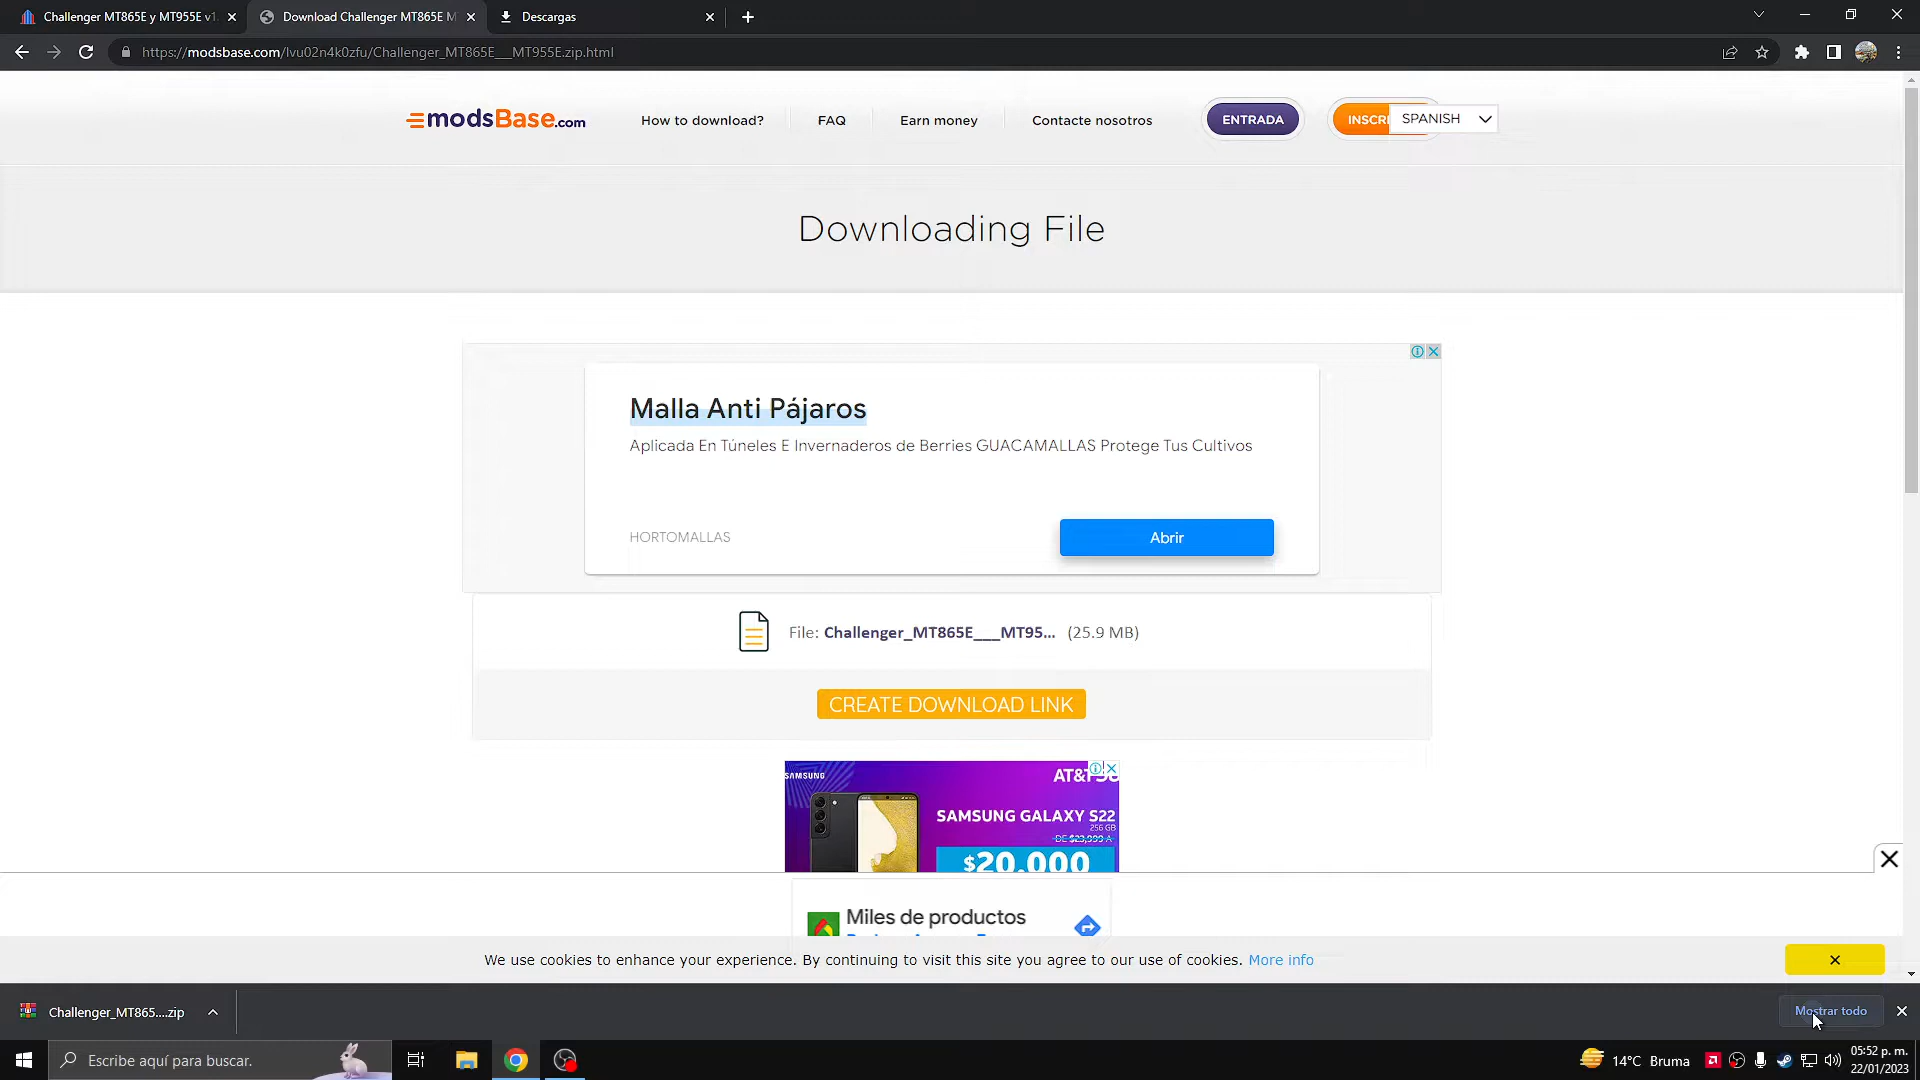 Challenger MT865E y MT955E v1.
Download Challenger MT865E M
Descargas
https://modsbase.com/lvu02n4k0zfu/Challenger_MT865E___MT955E.zip.html
modsBase.com
How to download?
FAQ
Earn money
Contacte nosotros
ENTRADA
INSCRI
SPANISH
Downloading File
Malla Anti Pájaros
Aplicada En Túneles E Invernaderos de Berries GUACAMALLAS Protege Tus Cultivos
HORTOMALLAS
Abrir
File: Challenger_MT865E___MT95... (25.9 MB)
CREATE DOWNLOAD LINK
SAMSUNG
AT&T
SAMSUNG GALAXY S22
256 GB
DE $23,999 A
$20,000
Miles de productos
We use cookies to enhance your experience. By continuing to visit this site you agree to our use of cookies. More info
Challenger_MT865....zip
Mostrar todo
Escribe aquí para buscar.
14°C Bruma
05:52 p. m.
22/01/2023